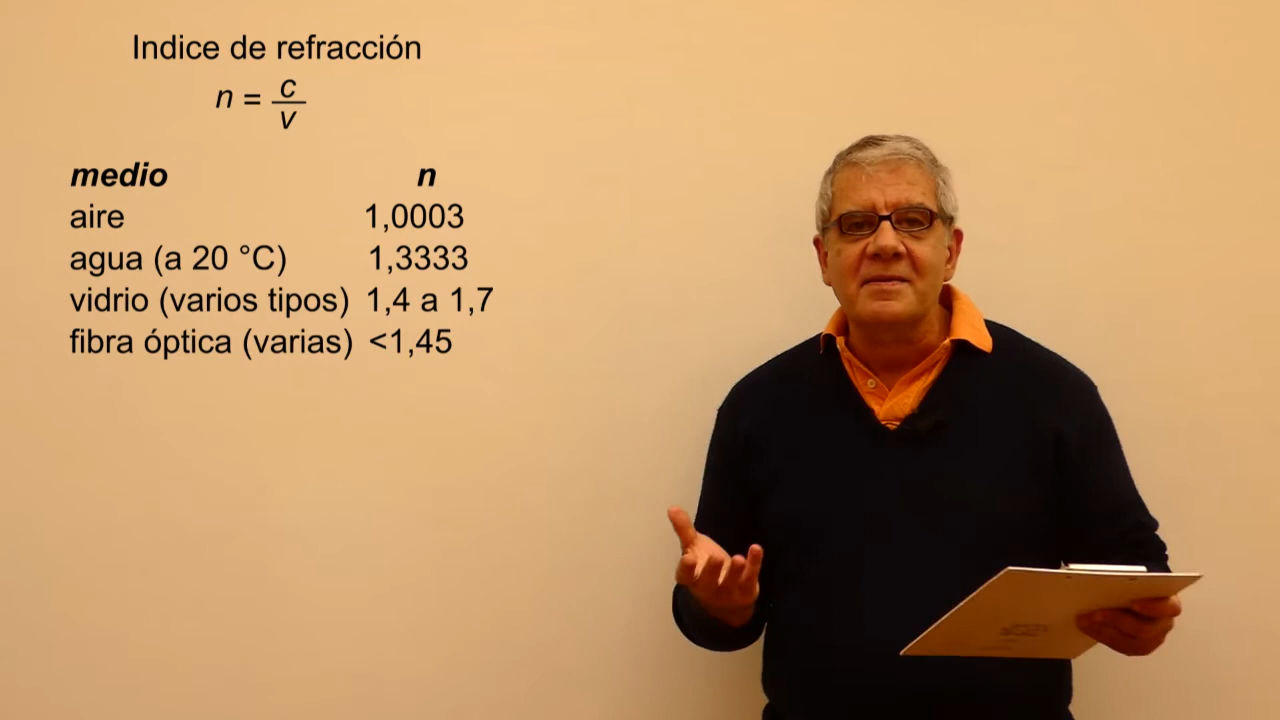 Indice de refracción
n = c/v
medio n
aire 1,0003
agua (a 20 °C) 1,3333
vidrio (varios tipos) 1,4 a 1,7
fibra óptica (varias) <1,45